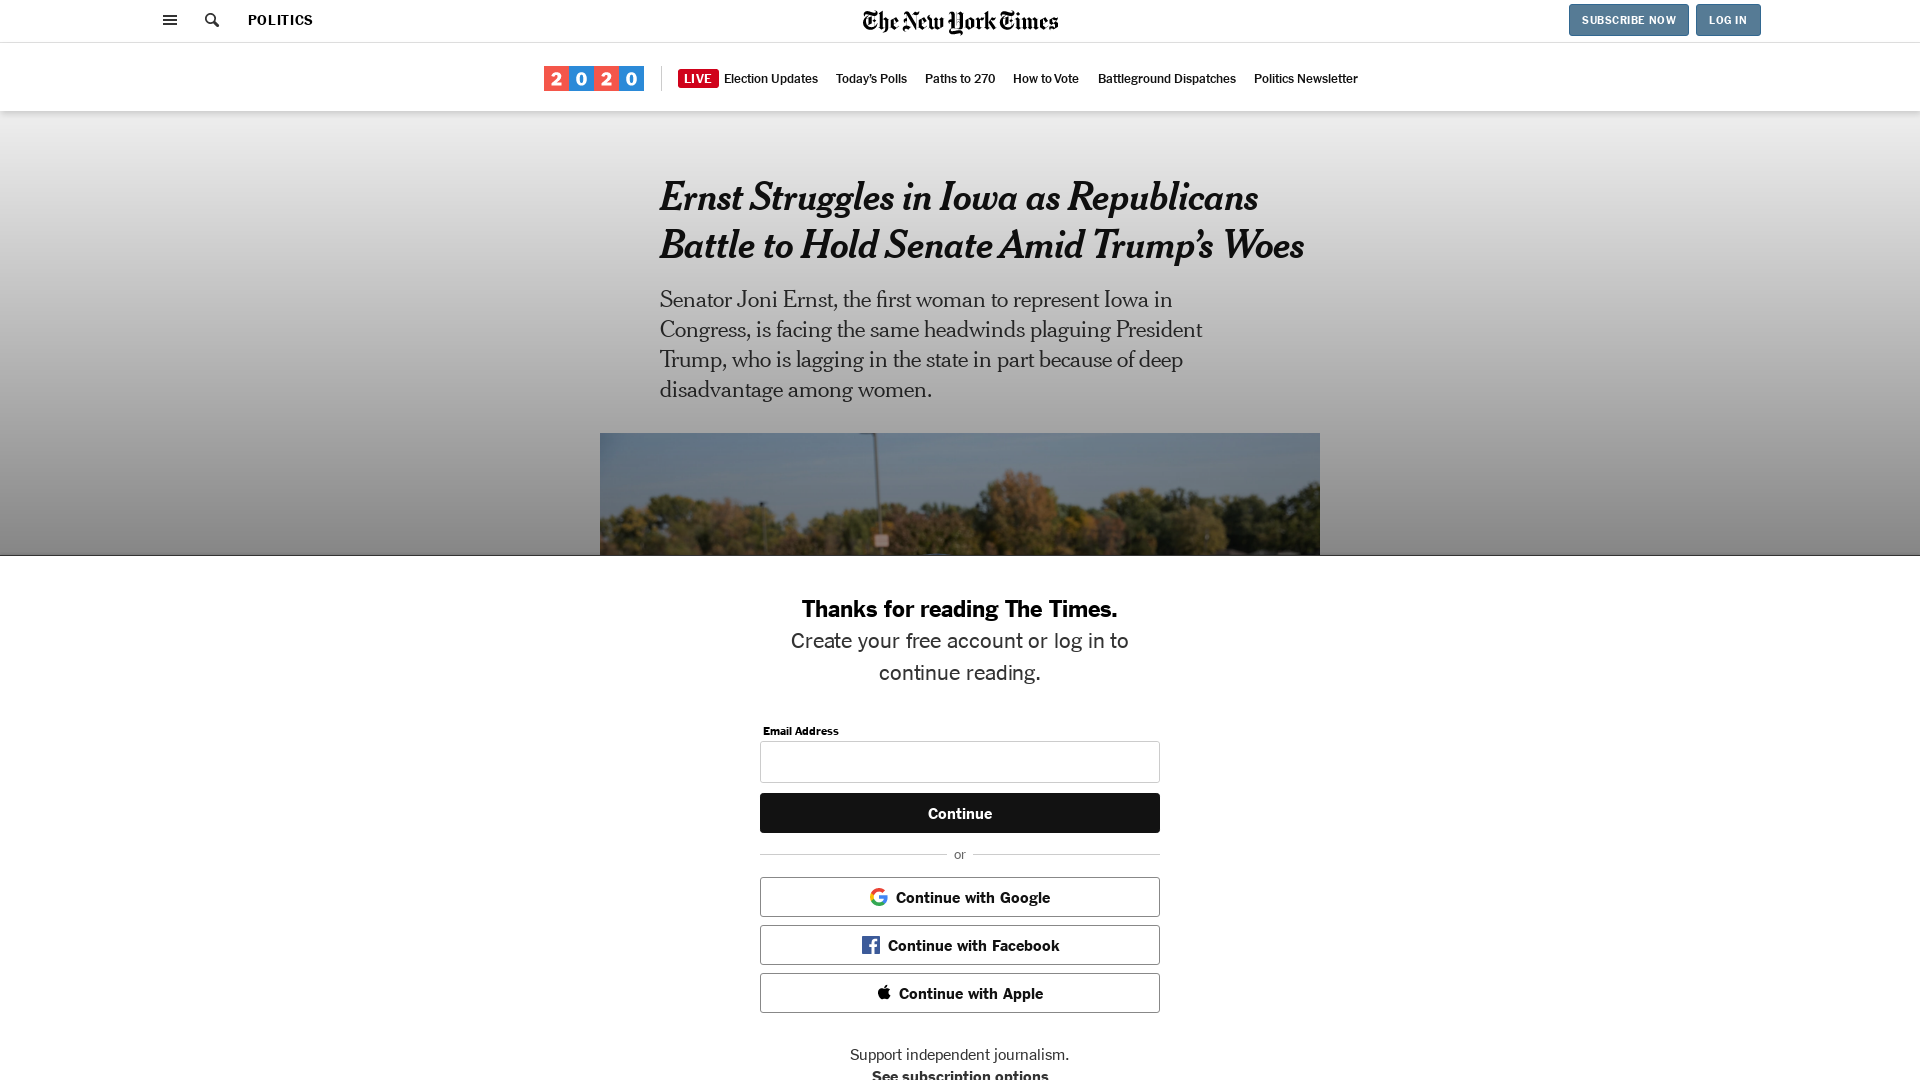 POLITICS
The New York Times
SUBSCRIBE NOW
LOG IN
2020
LIVE Election Updates Today's Polls Paths to 270 How to Vote Battleground Dispatches Politics Newsletter
Ernst Struggles in Iowa as Republicans
Battle to Hold Senate Amid Trump’s Woes
Senator Joni Ernst, the first woman to represent Iowa in
Congress, is facing the same headwinds plaguing President
Trump, who is lagging in the state in part because of deep
disadvantage among women.
Thanks for reading The Times.
Create your free account or log in to
continue reading.
Email Address
Continue
or
Continue with Google
Continue with Facebook
Continue with Apple
Support independent journalism.
See subscription options